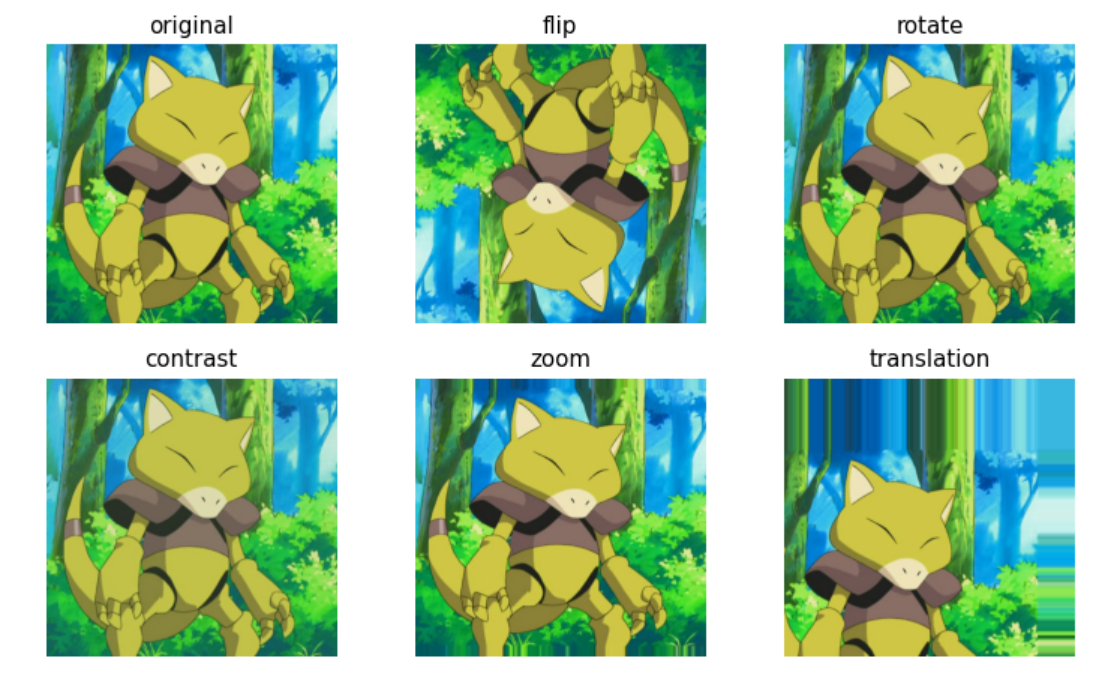 original
flip
rotate
contrast
zoom
translation